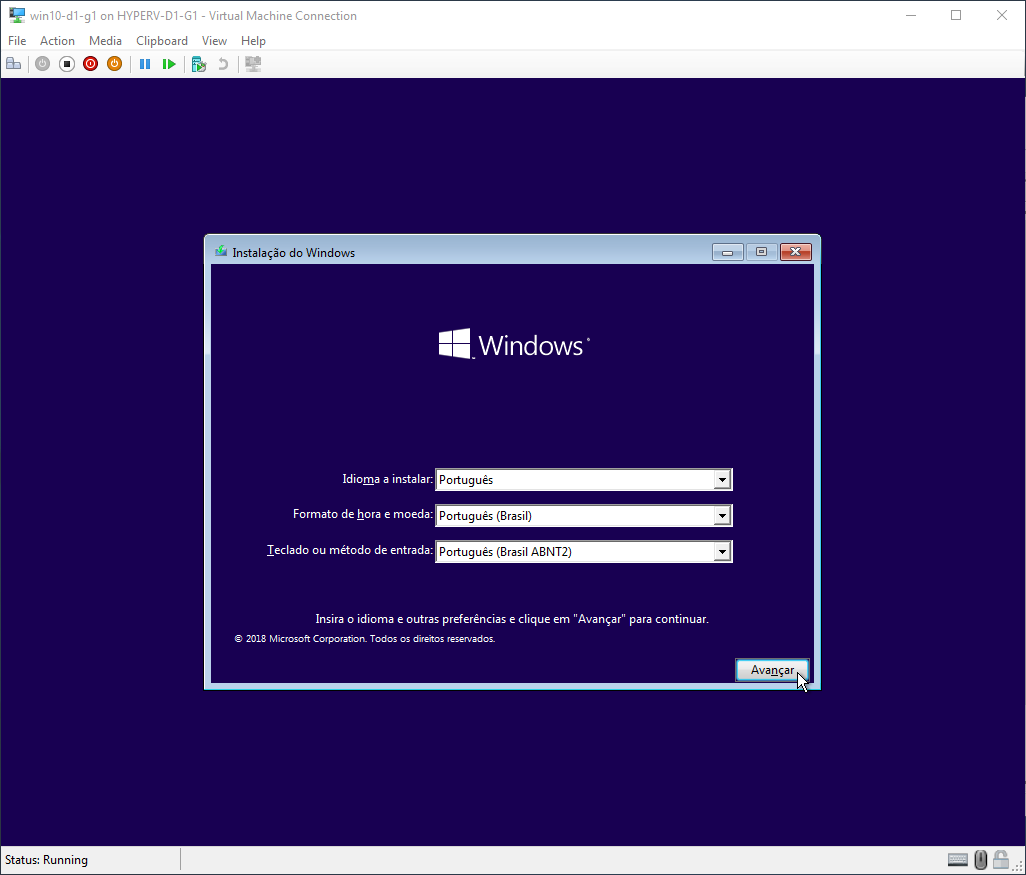 win10-d1-g1 on HYPERV-D1-G1 - Virtual Machine Connection
File Action Media Clipboard View Help
Instalação do Windows
Windows
Idioma a instalar: Português
Formato de hora e moeda: Português (Brasil)
Teclado ou método de entrada: Português (Brasil ABNT2)
Insira o idioma e outras preferências e clique em "Avançar" para continuar.
© 2018 Microsoft Corporation. Todos os direitos reservados.
Avançar
Status: Running